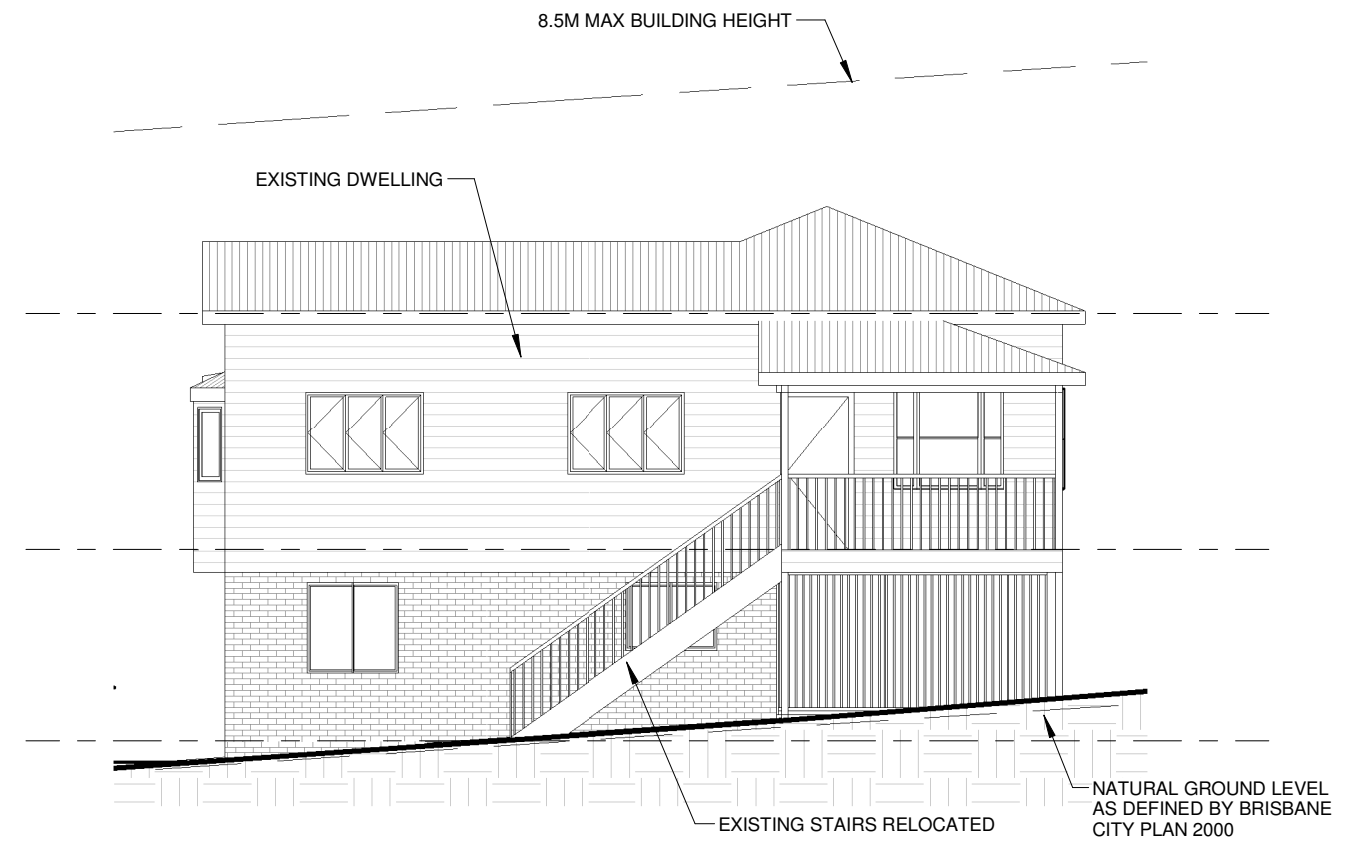 8.5M MAX BUILDING HEIGHT
EXISTING DWELLING
NATURAL GROUND LEVEL
AS DEFINED BY BRISBANE
CITY PLAN 2000
EXISTING STAIRS RELOCATED